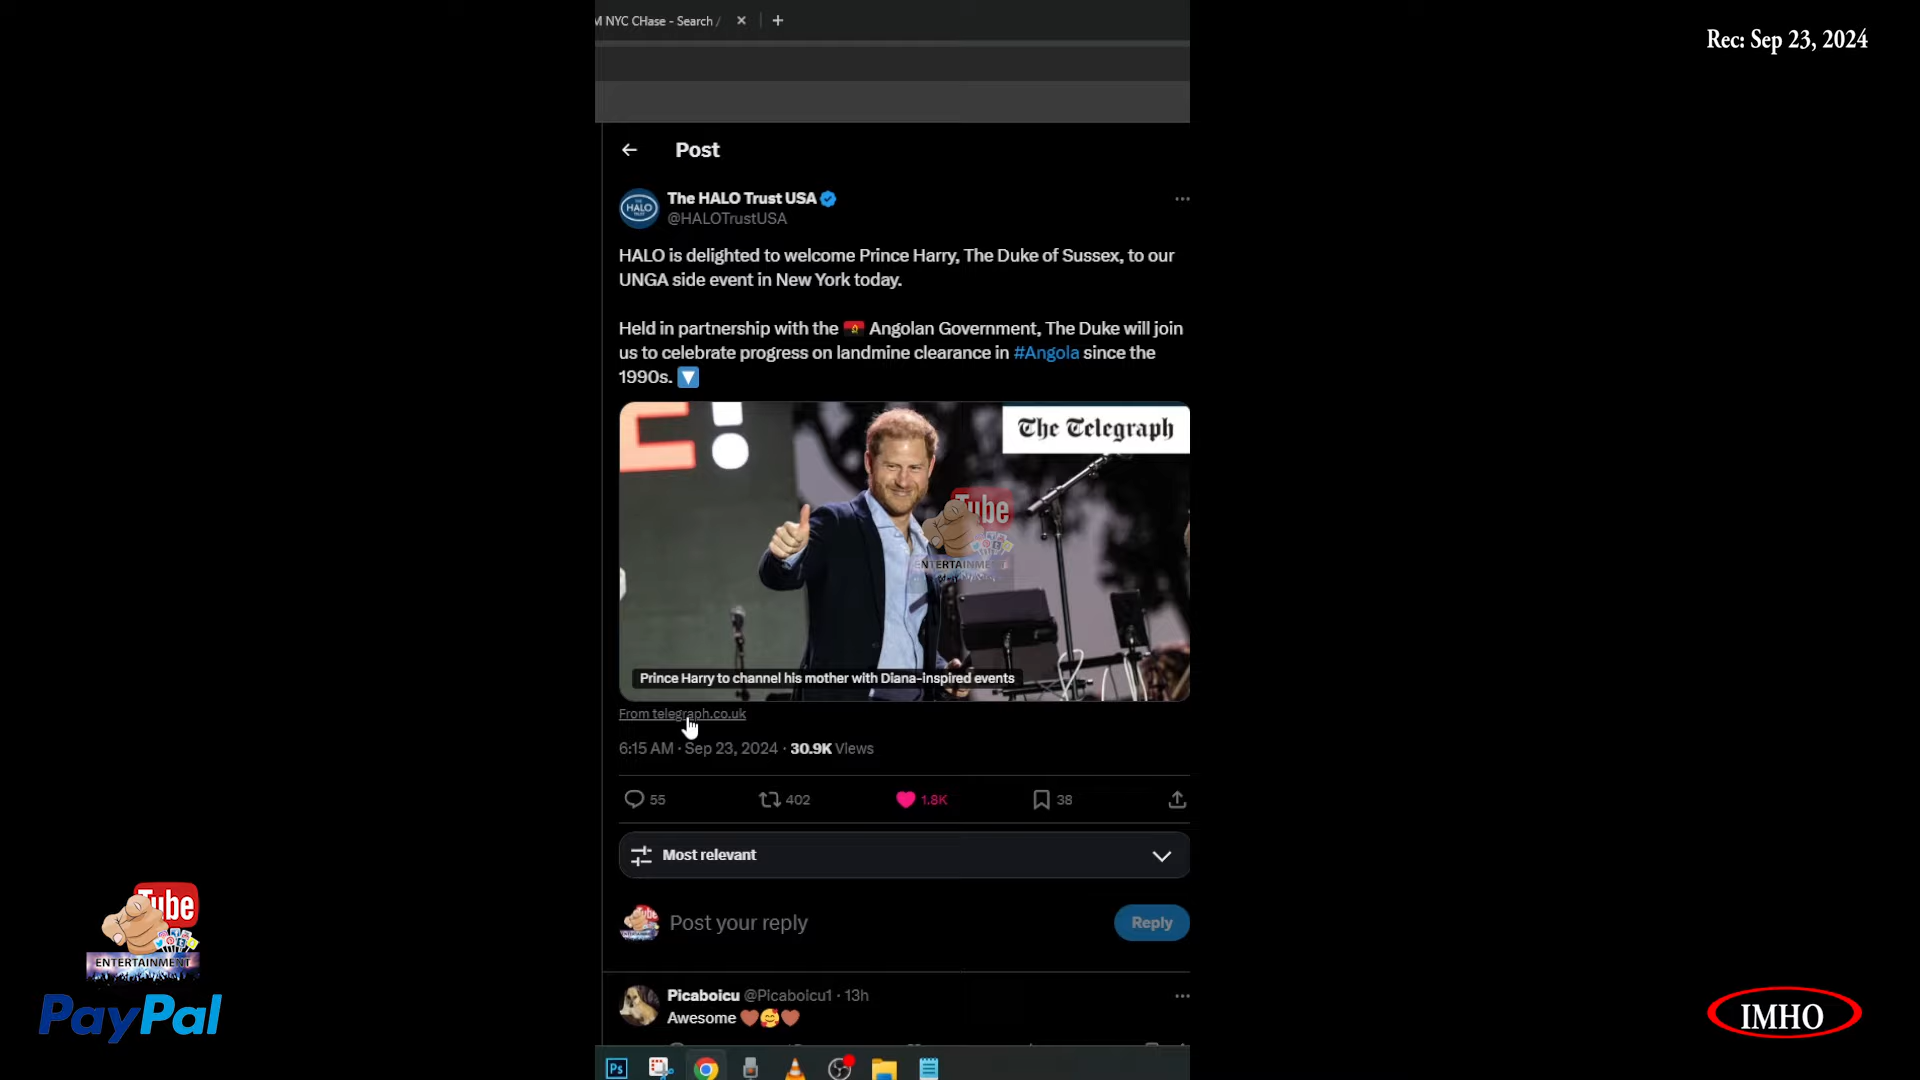 M NYC CHase - Search /
Rec: Sep 23, 2024
Post
The HALO Trust USA
@HALOTrustUSA
HALO
HALO is delighted to welcome Prince Harry, The Duke of Sussex, to our
UNGA side event in New York today.
Held in partnership with the 🇦🇴 Angolan Government, The Duke will join
us to celebrate progress on landmine clearance in #Angola since the
1990s. 🔽
The Telegraph
Tube
ENTERTAINME
Prince Harry to channel his mother with Diana-inspired events
From telegraph.co.uk
6:15 AM · Sep 23, 2024 · 30.9K Views
55 402 1.8K 38
Most relevant
Post your reply
Reply
Tube
ENTERTAINMENT
PayPal
Picaboicu @Picaboicu1 · 13h
Awesome ❤️🥰❤️
IMHO
Ps